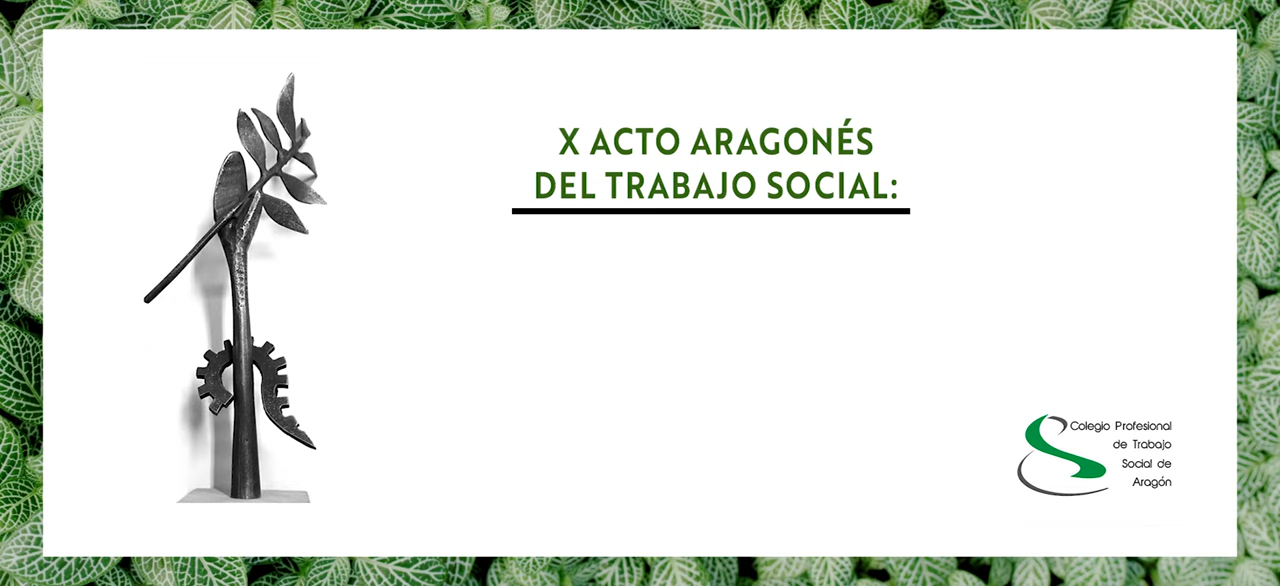 X ACTO ARAGONÉS
DEL TRABAJO SOCIAL:
Colegio Profesional
de Trabajo
Social de
Aragón